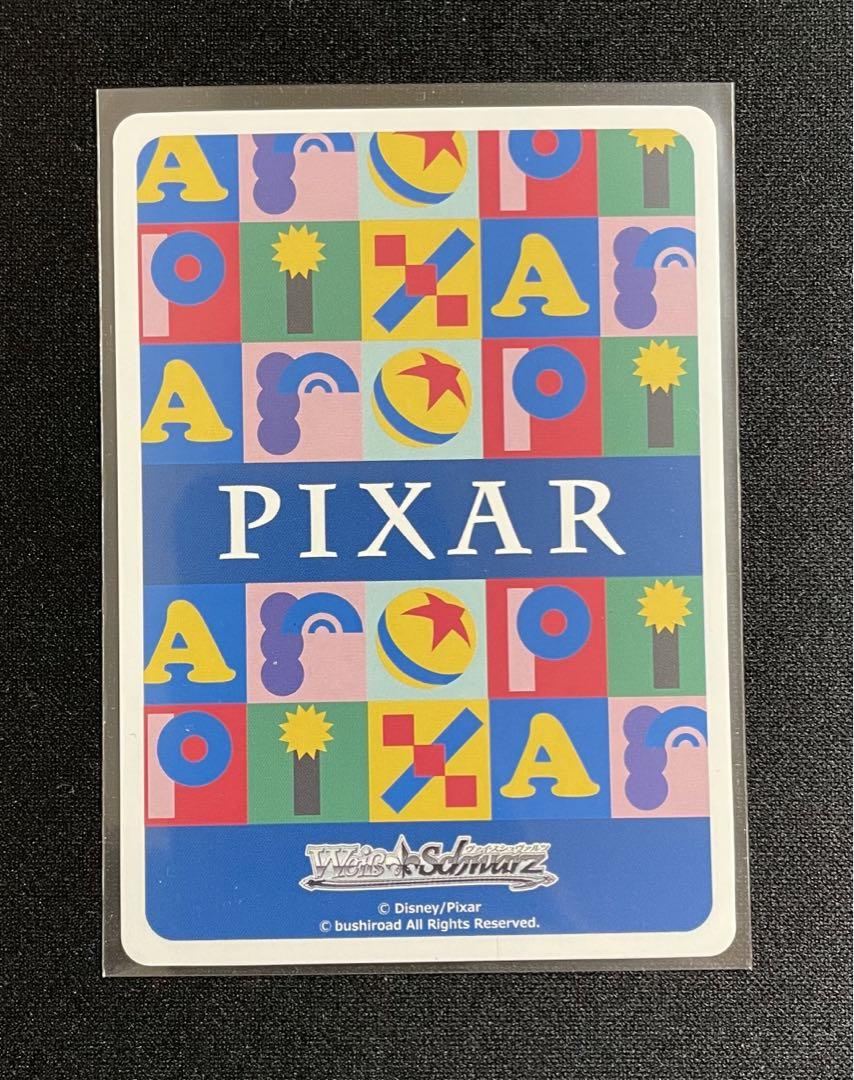 A r P i
P i X A r
A r P i
PIXAR
A r P i
P i X A r
ヴァイスシュヴァルツ
Weiß Schwarz
© Disney/Pixar
© bushiroad All Rights Reserved.